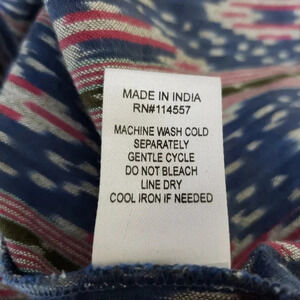 MADE IN INDIA
RN#114557
MACHINE WASH COLD
SEPARATELY
GENTLE CYCLE
DO NOT BLEACH
LINE DRY
COOL IRON IF NEEDED